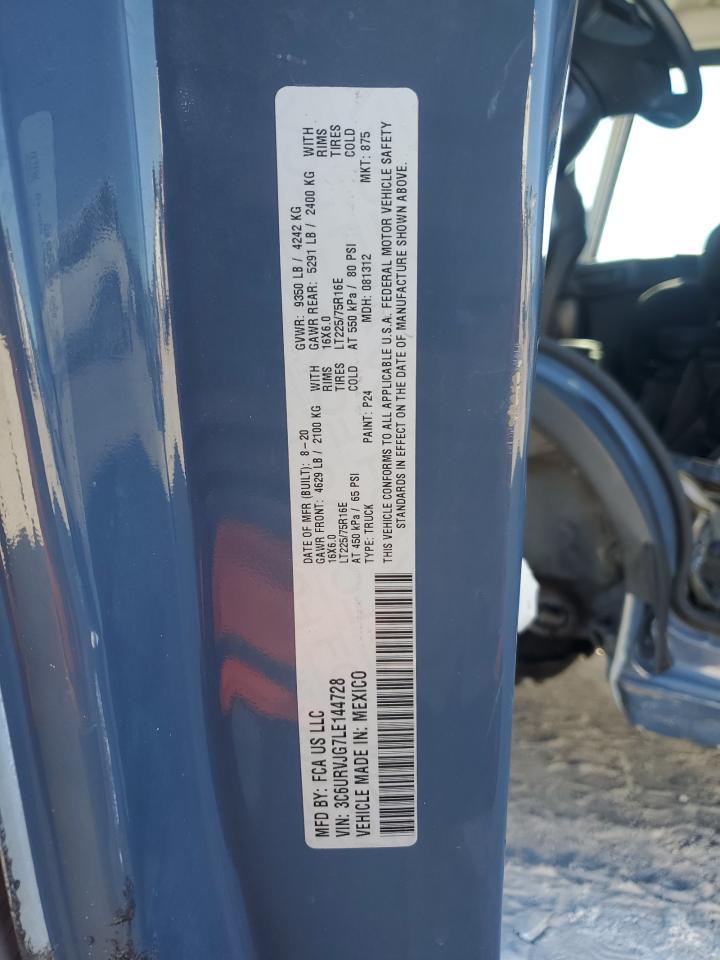 MFD BY: FCA US LLC
VIN: 3C6URVJG7LE144728
VEHICLE MADE IN: MEXICO
DATE OF MFR (BUILT): 8-20 GVWR: 9350 LB / 4242 KG
GAWR FRONT: 4629 LB / 2100 KG WITH GAWR REAR: 5291 LB / 2400 KG WITH
16X6.0 RIMS 16X6.0 RIMS
LT225/75R16E TIRES LT225/75R16E TIRES
AT 450 kPa / 65 PSI COLD AT 550 kPa / 80 PSI COLD
TYPE: TRUCK PAINT: P24 MDH: 081312 MKT: 875
THIS VEHICLE CONFORMS TO ALL APPLICABLE U.S.A. FEDERAL MOTOR VEHICLE SAFETY
STANDARDS IN EFFECT ON THE DATE OF MANUFACTURE SHOWN ABOVE.